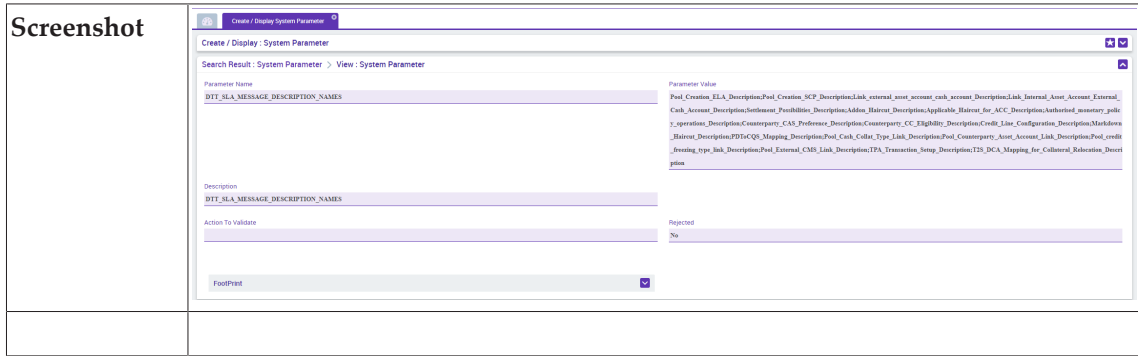 Screenshot
Create / Display System Parameter
Create / Display : System Parameter
Search Result : System Parameter > View : System Parameter
Parameter Name
DTT_SLA_MESSAGE_DESCRIPTION_NAMES
Parameter Value
Pool_Creation_ELA_Description;Pool_Creation_SCP_Description;Link_external_asset_account_cash_account_Description;Link_Internal_Asset_Account_External_
Cash_Account_Description;Settlement_Possibilities_Description;Addon_Haircut_Description;Applicable_Haircut_for_ACC_Description;Authorised_monetary_polic
y_operations_Description;Counterparty_CAS_Preference_Description;Counterparty_CC_Eligibility_Description;Credit_Line_Configuration_Description;Markdown
_Haircut_Description;PDToCQS_Mapping_Description;Pool_Cash_Collat_Type_Link_Description;Pool_Counterparty_Asset_Account_Link_Description;Pool_credit
_freezing_type_link_Description;Pool_External_CMS_Link_Description;TPA_Transaction_Setup_Description;T2S_DCA_Mapping_for_Collateral_Relocation_Descri
ption
Description
DTT_SLA_MESSAGE_DESCRIPTION_NAMES
Action To Validate
Rejected
No
FootPrint